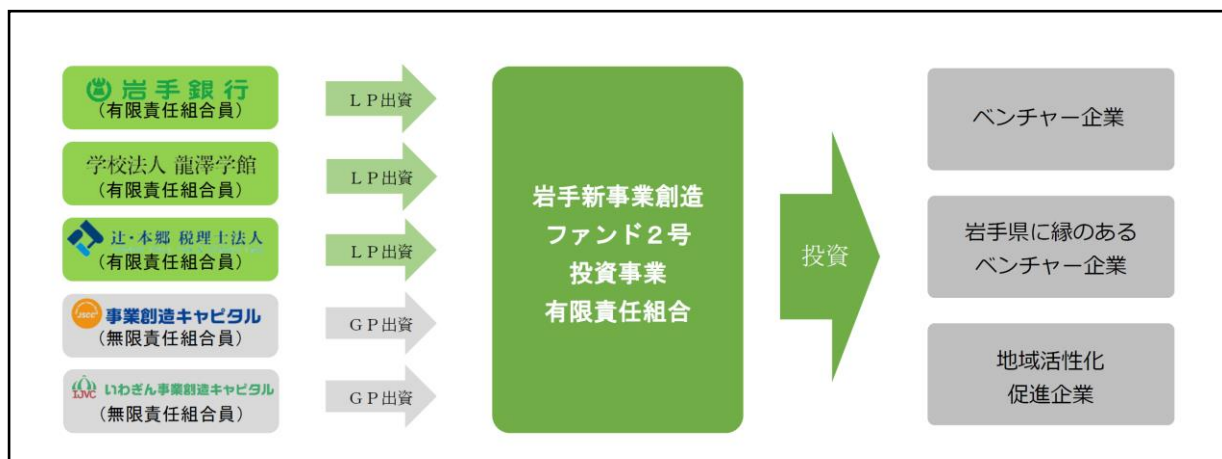 岩手銀行
(有限責任組合員)
LP出資
学校法人 龍澤学館
(有限責任組合員)
LP出資
辻・本郷 税理士法人
(有限責任組合員)
LP出資
JSCC 事業創造キャピタル
(無限責任組合員)
GP出資
IJVC いわぎん事業創造キャピタル
(無限責任組合員)
GP出資
岩手新事業創造
ファンド2号
投資事業
有限責任組合
投資
ベンチャー企業
岩手県に縁のある
ベンチャー企業
地域活性化
促進企業